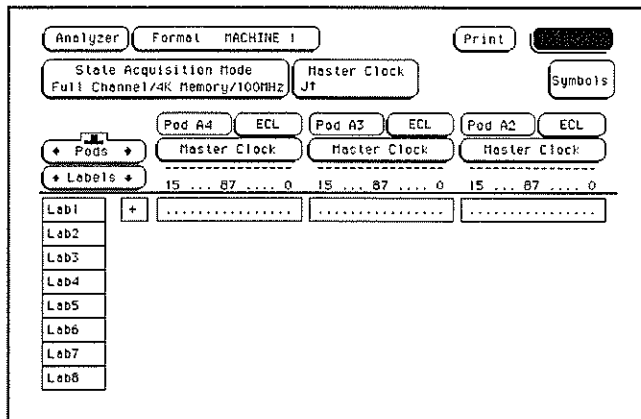 Analyzer Format MACHINE 1 Print
State Acquisition Mode
Full Channel/4K Memory/100MHz
Master Clock
J↑
Symbols
Pod A4 ECL Pod A3 ECL Pod A2 ECL
← Pods → Master Clock Master Clock Master Clock
← Labels → 15 ... 87 .... 0 15 ... 87 .... 0 15 ... 87 .... 0
Lab1 + ................ ................ ................
Lab2
Lab3
Lab4
Lab5
Lab6
Lab7
Lab8